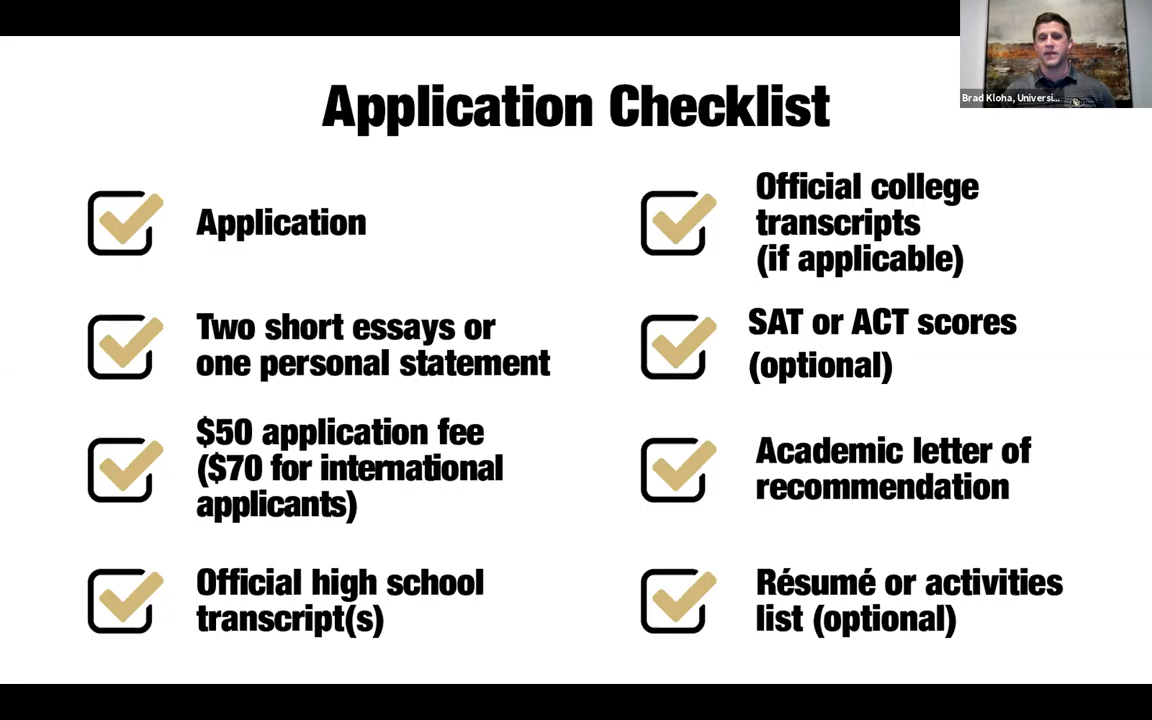 Application Checklist
Brad Kloha, Universi...
Application
Two short essays or
one personal statement
$50 application fee
($70 for international
applicants)
Official high school
transcript(s)
Official college
transcripts
(if applicable)
SAT or ACT scores
(optional)
Academic letter of
recommendation
Résumé or activities
list (optional)